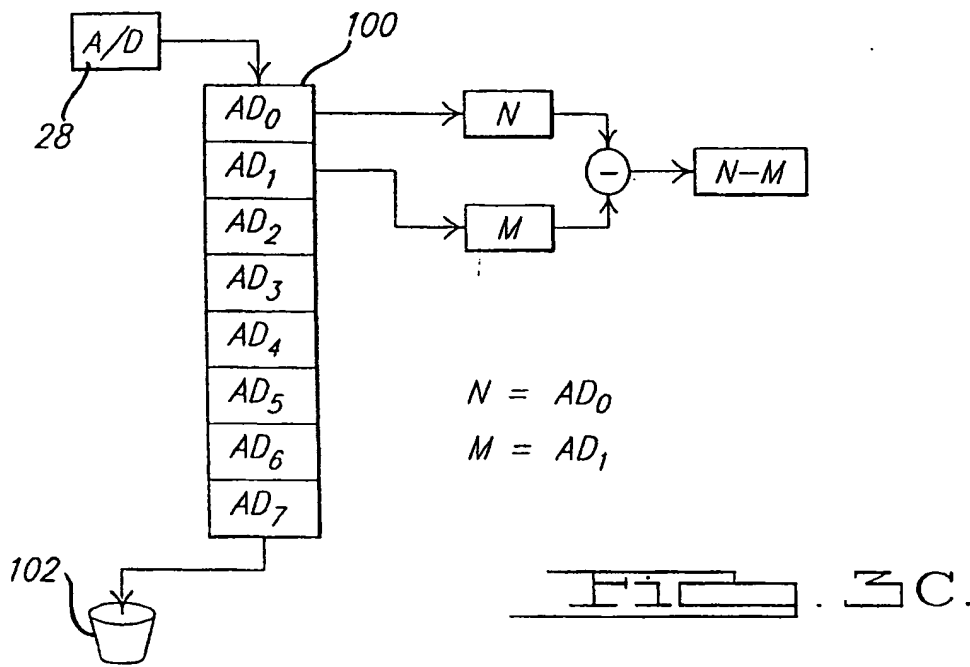 A/D
100
28
AD₀
AD₁
AD₂
AD₃
AD₄
AD₅
AD₆
AD₇
N
M
−
N−M
N = AD₀
M = AD₁
102
FIG. 3C.